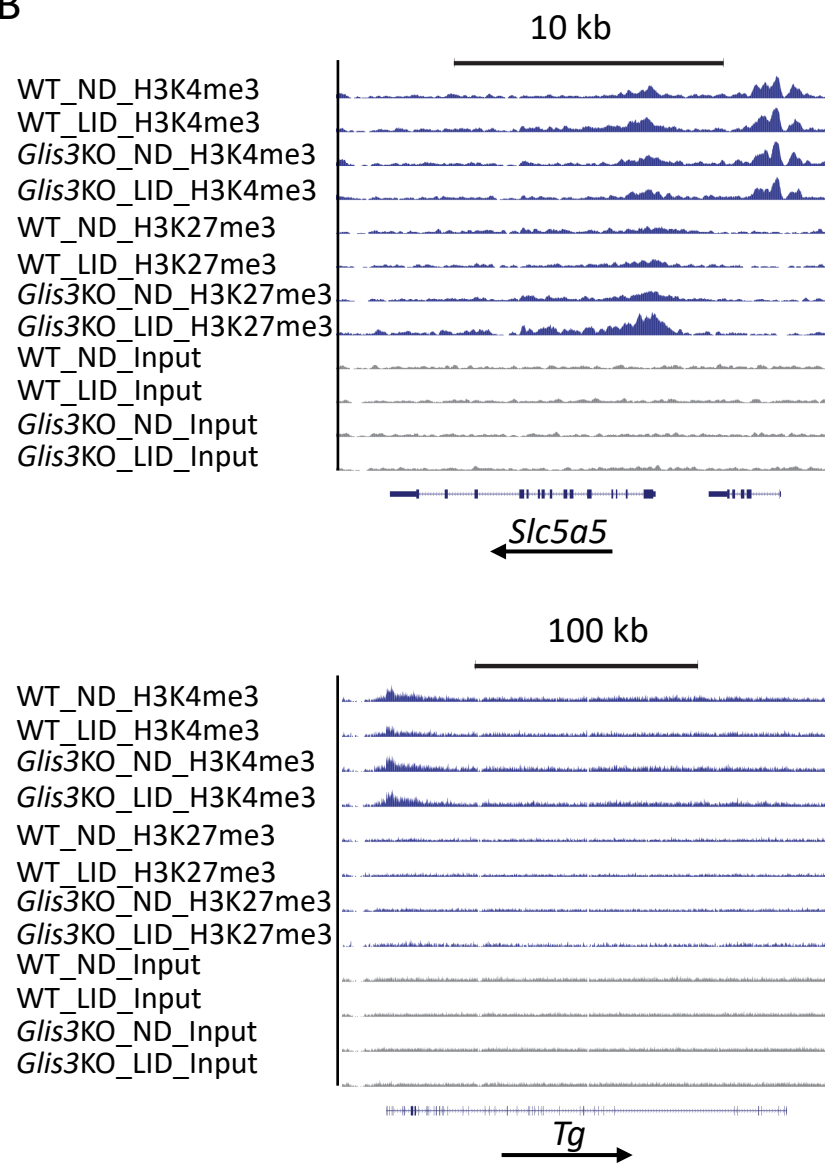 B
10 kb
WT_ND_H3K4me3
WT_LID_H3K4me3
Glis3KO_ND_H3K4me3
Glis3KO_LID_H3K4me3
WT_ND_H3K27me3
WT_LID_H3K27me3
Glis3KO_ND_H3K27me3
Glis3KO_LID_H3K27me3
WT_ND_Input
WT_LID_Input
Glis3KO_ND_Input
Glis3KO_LID_Input
Slc5a5
100 kb
WT_ND_H3K4me3
WT_LID_H3K4me3
Glis3KO_ND_H3K4me3
Glis3KO_LID_H3K4me3
WT_ND_H3K27me3
WT_LID_H3K27me3
Glis3KO_ND_H3K27me3
Glis3KO_LID_H3K27me3
WT_ND_Input
WT_LID_Input
Glis3KO_ND_Input
Glis3KO_LID_Input
Tg